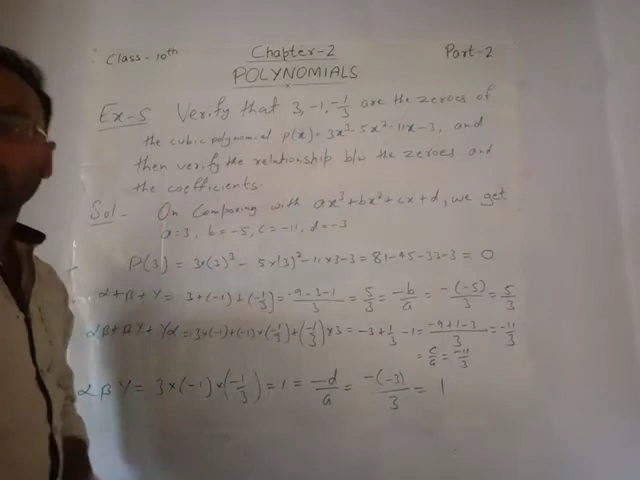 Class-10th
Chapter-2
Part-2
POLYNOMIALS
Ex-5 Verify that 3, -1, -1/3 are the zeroes of
the cubic polynomial p(x) = 3x³-5x²-11x-3, and
then verify the relationship b/w the zeroes and
the coefficients.
Sol- On Comparing with ax³+bx²+cx+d, we get
a=3, b=-5, c=-11, d=-3
P(3) = 3×(3)³ - 5×(3)² - 11×3-3 = 81-45-33-3 = 0
α+β+γ = 3+(-1)+(-1/3) = (-9-3-1)/3 = 5/3 = -b/a = -(-5)/3 = 5/3
αβ+βγ+γα = 3×(-1)+(-1)×(-1/3)+(-1/3)×3 = -3+1/3-1 = (-9+1-3)/3 = -11/3
= c/a = -11/3
αβγ = 3×(-1)×(-1/3) = 1 = -d/a = -(-3)/3 = 1